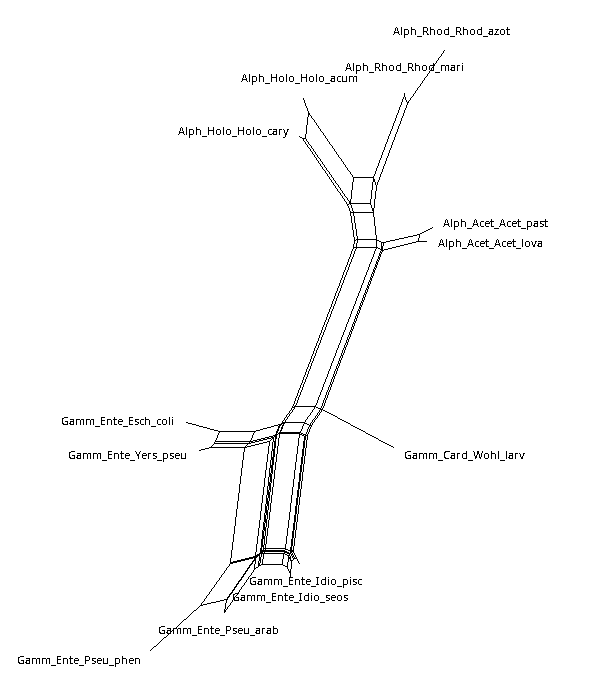 Alph_Rhod_Rhod_azot
Alph_Rhod_Rhod_mari
Alph_Holo_Holo_acum
Alph_Holo_Holo_cary
Alph_Acet_Acet_past
Alph_Acet_Acet_lova
Gamm_Ente_Esch_coli
Gamm_Ente_Yers_pseu
Gamm_Card_Wohl_larv
Gamm_Ente_Idio_pisc
Gamm_Ente_Idio_seos
Gamm_Ente_Pseu_arab
Gamm_Ente_Pseu_phen